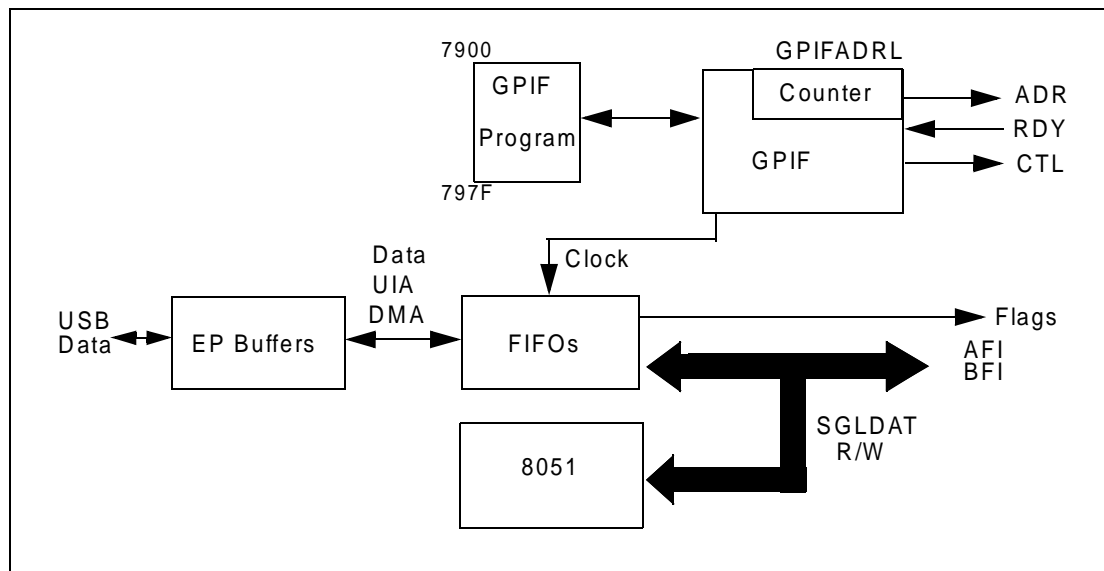 7900
GPIFADRL
GPIF
Program
Counter
ADR
RDY
CTL
GPIF
797F
Data
UIA
DMA
Clock
USB
Data
EP Buffers
FIFOs
Flags
AFI
BFI
SGLDAT
R/W
8051